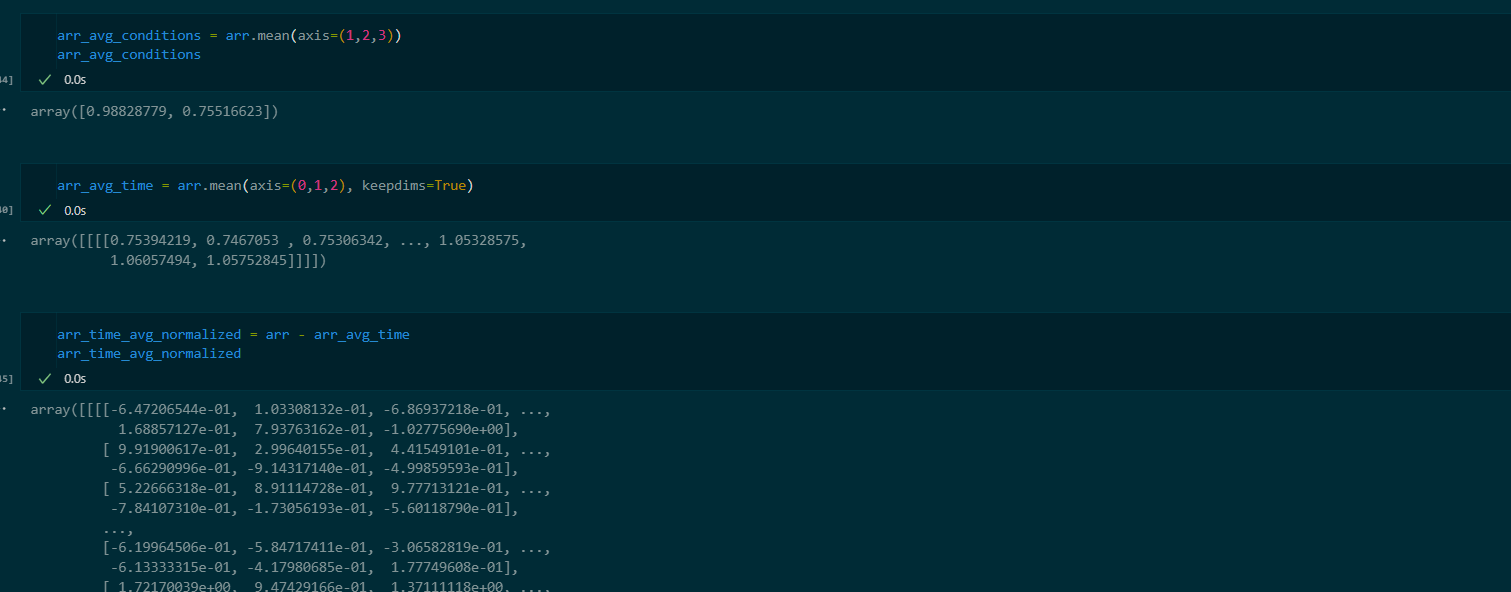 arr_avg_conditions = arr.mean(axis=(1,2,3))
arr_avg_conditions
44]
0.0s
array([0.98828779, 0.75516623])
arr_avg_time = arr.mean(axis=(0,1,2), keepdims=True)
40]
0.0s
array([[[[0.75394219, 0.7467053 , 0.75306342, ..., 1.05328575,
1.06057494, 1.05752845]]]])
arr_time_avg_normalized = arr - arr_avg_time
arr_time_avg_normalized
45]
0.0s
array([[[[-6.47206544e-01, 1.03308132e-01, -6.86937218e-01, ...,
1.68857127e-01, 7.93763162e-01, -1.02775690e+00],
[ 9.91900617e-01, 2.99640155e-01, 4.41549101e-01, ...,
-6.66290996e-01, -9.14317140e-01, -4.99859593e-01],
[ 5.22666318e-01, 8.91114728e-01, 9.77713121e-01, ...,
-7.84107310e-01, -1.73056193e-01, -5.60118790e-01],
...,
[-6.19964506e-01, -5.84717411e-01, -3.06582819e-01, ...,
-6.13333315e-01, -4.17980685e-01, 1.77749608e-01],
[ 1.72170039e+00, 9.47429166e-01, 1.37111118e+00, ...,